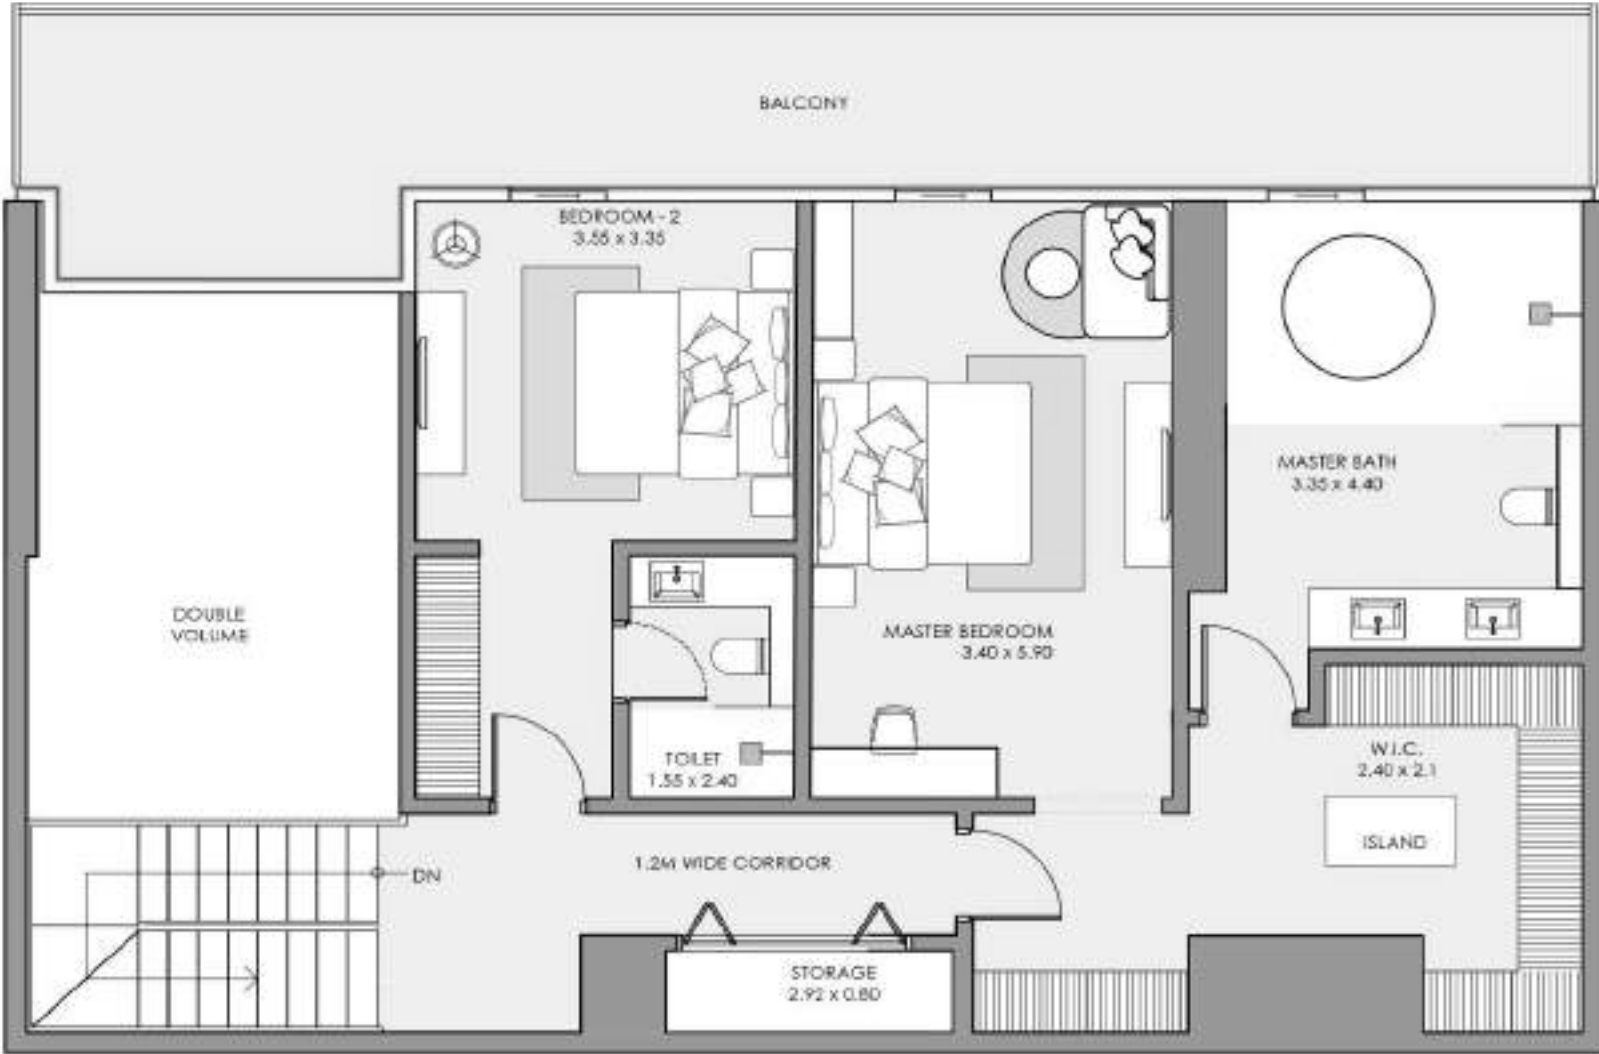 BALCONY
BEDROOM - 2
3.55 x 3.35
MASTER BATH
3.35 x 4.40
DOUBLE
VOLUME
MASTER BEDROOM
3.40 x 5.90
TOILET
1.55 x 2.40
W.I.C.
2.40 x 2.1
ISLAND
1.2M WIDE CORRIDOR
DN
STORAGE
2.92 x 0.80